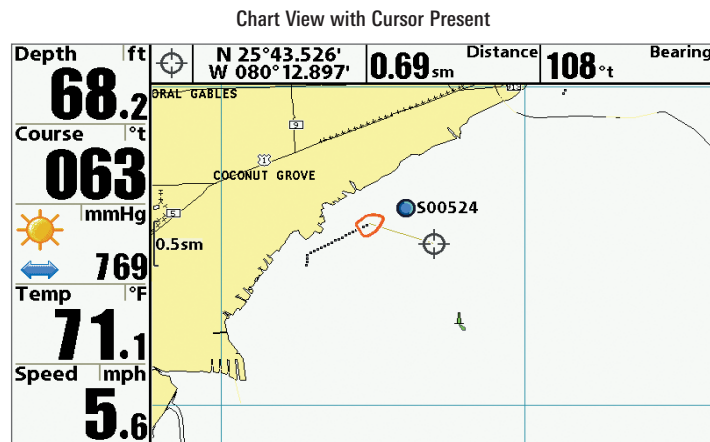 Chart View with Cursor Present
Depth ft
68.2
Course °t
063
mmHg
769
Temp °F
71.1
Speed mph
5.6
N 25°43.526'
W 080°12.897'
Distance
0.69 sm
Bearing
108 °t
ORAL GABLES
9
1
COCONUT GROVE
5
0.5sm
S00524